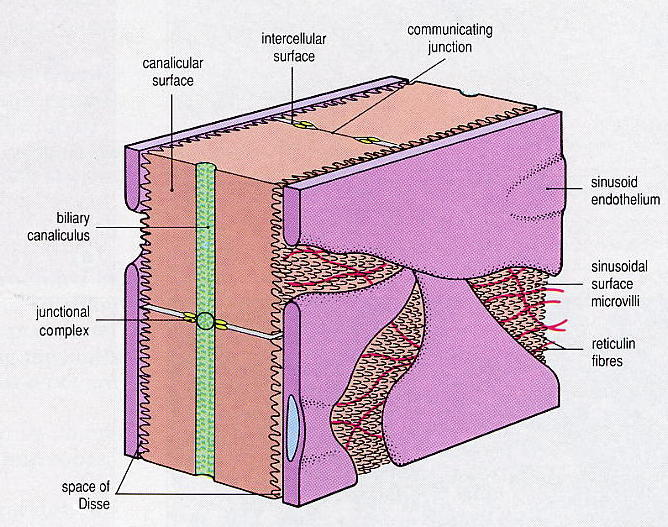 communicating
junction
intercellular
surface
canalicular
surface
sinusoid
endothelium
biliary
canaliculus
sinusoidal
surface
microvilli
junctional
complex
reticulin
fibres
space of
Disse